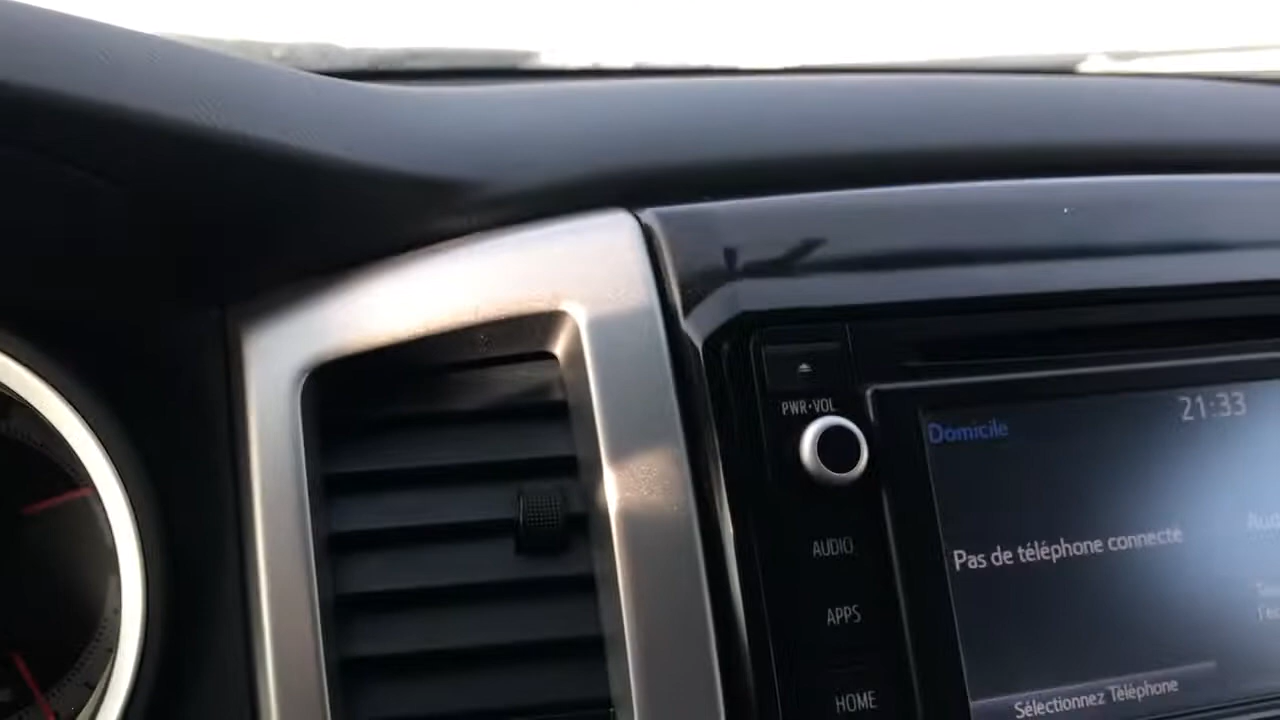 PWR•VOL
AUDIO
APPS
HOME
21:33
Domicile
Pas de téléphone connecté
Sélectionnez Téléphone